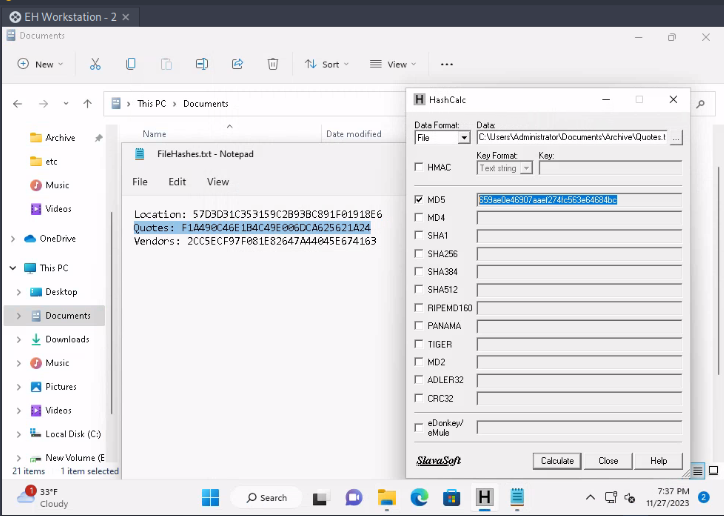 EH Workstation - 2
Documents
New
Sort
View
This PC > Documents
Archive
etc
Music
Videos
OneDrive
This PC
Desktop
Documents
Downloads
Music
Pictures
Videos
Local Disk (C:)
New Volume (E
21 items 1 item selected
Name Date modified
FileHashes.txt - Notepad
File Edit View
Location: 57D3D31C353159C2B93BC891F01918E6
Quotes: F1A490C46E1B4C49E006DCA625621A24
Vendors: 2CC5ECF97F081E82647A44045E674163
HashCalc
Data Format: Data:
File C:\Users\Administrator\Documents\Archive\Quotes.t ...
Key Format: Key:
HMAC Text string
MD5 659ae0e46907aaef274fc563e64684bc
MD4
SHA1
SHA256
SHA384
SHA512
RIPEMD160
PANAMA
TIGER
MD2
ADLER32
CRC32
eDonkey/
eMule
SlavaSoft Calculate Close Help
1
33°F
Cloudy
Search
7:37 PM
11/27/2023
2